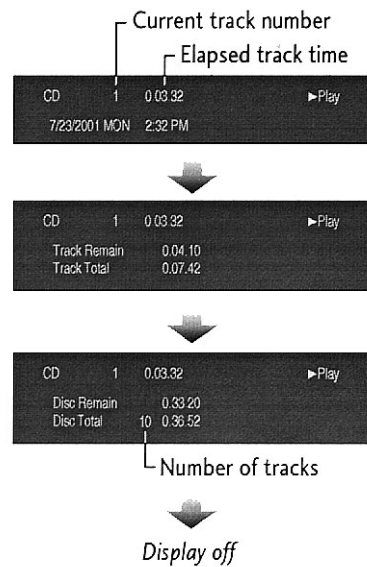 Current track number
Elapsed track time
CD 1 0.03.32 ►Play
7/23/2001 MON 2:32 PM
CD 1 0.03.32 ►Play
Track Remain 0.04.10
Track Total 0.07.42
CD 1 0.03.32 ►Play
Disc Remain 0.33.20
Disc Total 10 0.36.52
Number of tracks
Display off